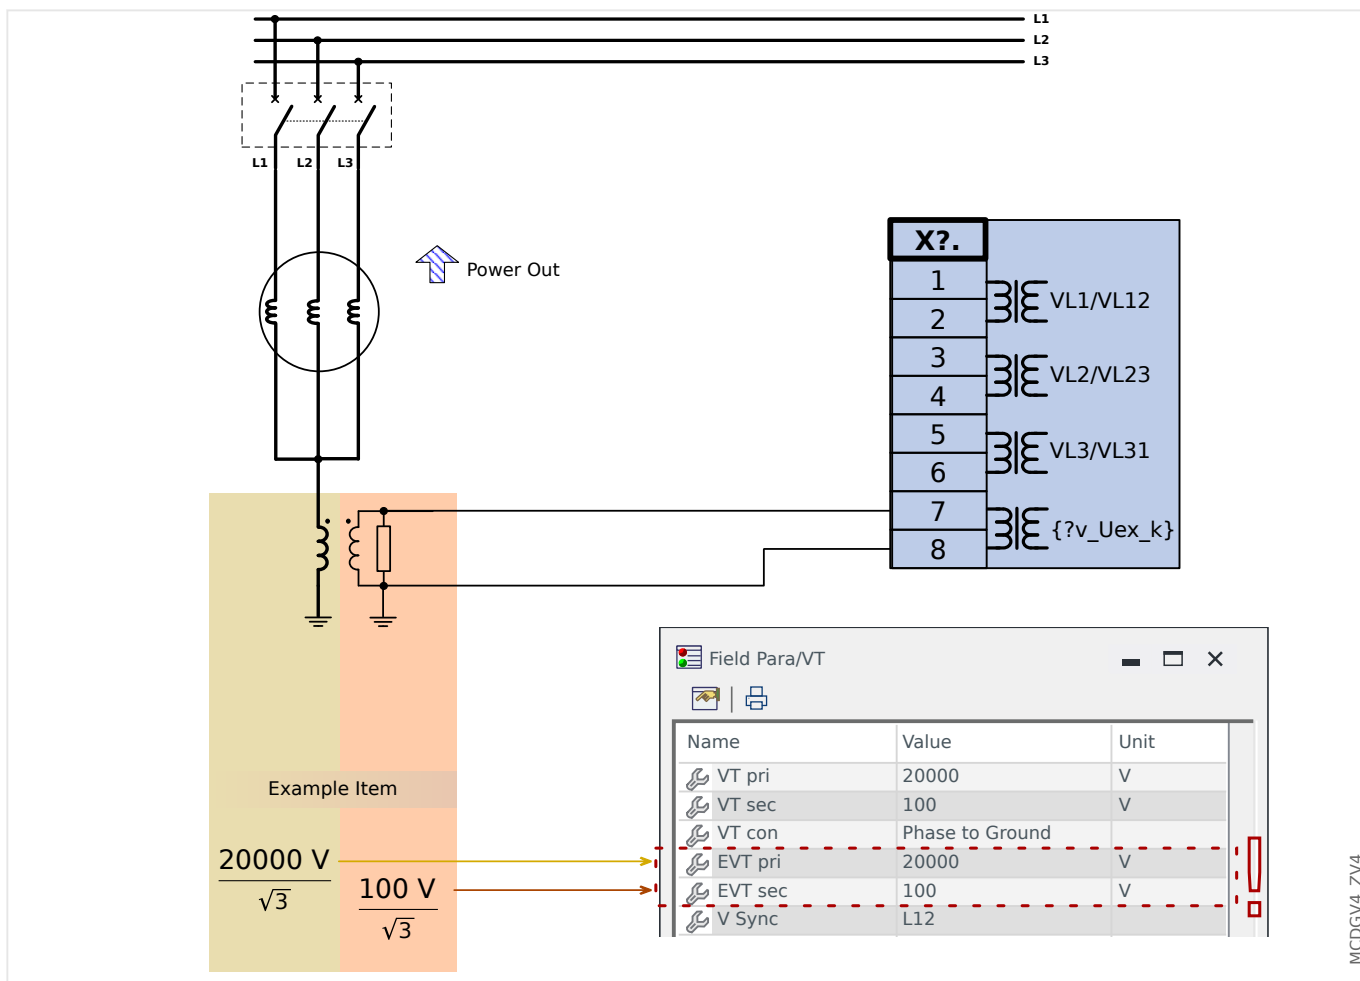 L1
L2
L3
L1 L2 L3
Power Out
X?.
1
2
VL1/VL12
3
4
VL2/VL23
5
6
VL3/VL31
7
8
{?v_Uex_k}
Field Para/VT
Name Value Unit
VT pri 20000 V
VT sec 100 V
VT con Phase to Ground
EVT pri 20000 V
EVT sec 100 V
V Sync L12
Example Item
20000 V
√3
100 V
√3
MCDGV4_ZV4